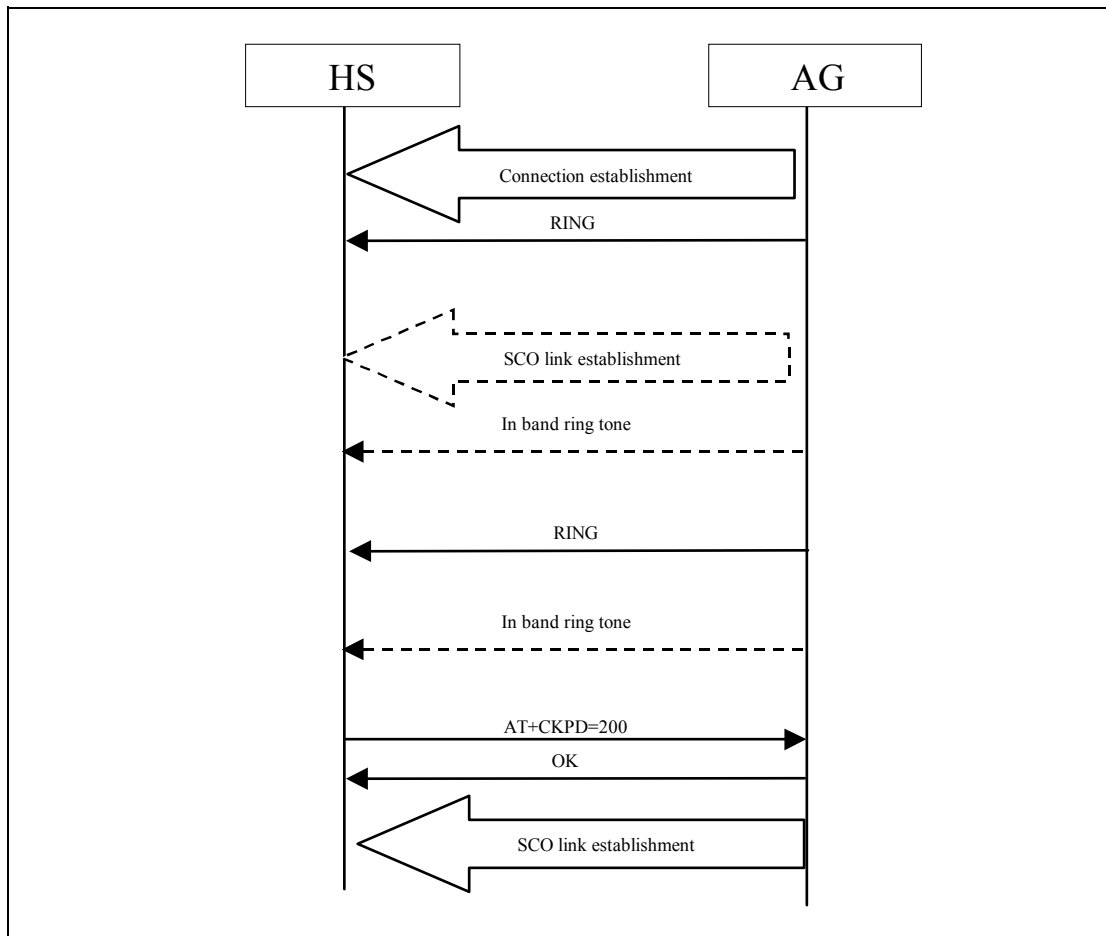 HS
AG
Connection establishment
RING
SCO link establishment
In band ring tone
RING
In band ring tone
AT+CKPD=200
OK
SCO link establishment